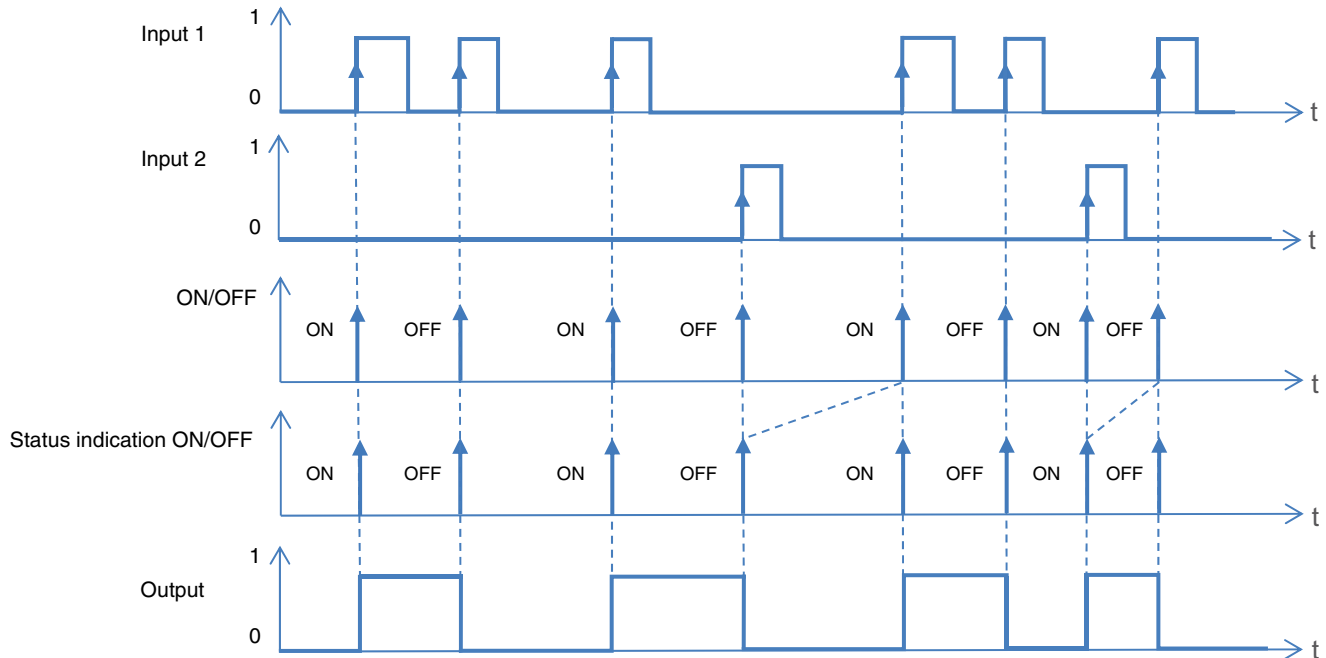 1
Input 1
0
t
1
Input 2
0
t
ON/OFF
ON OFF ON OFF ON OFF ON OFF
t
Status indication ON/OFF
ON OFF ON OFF ON OFF ON OFF
t
1
Output
0
t